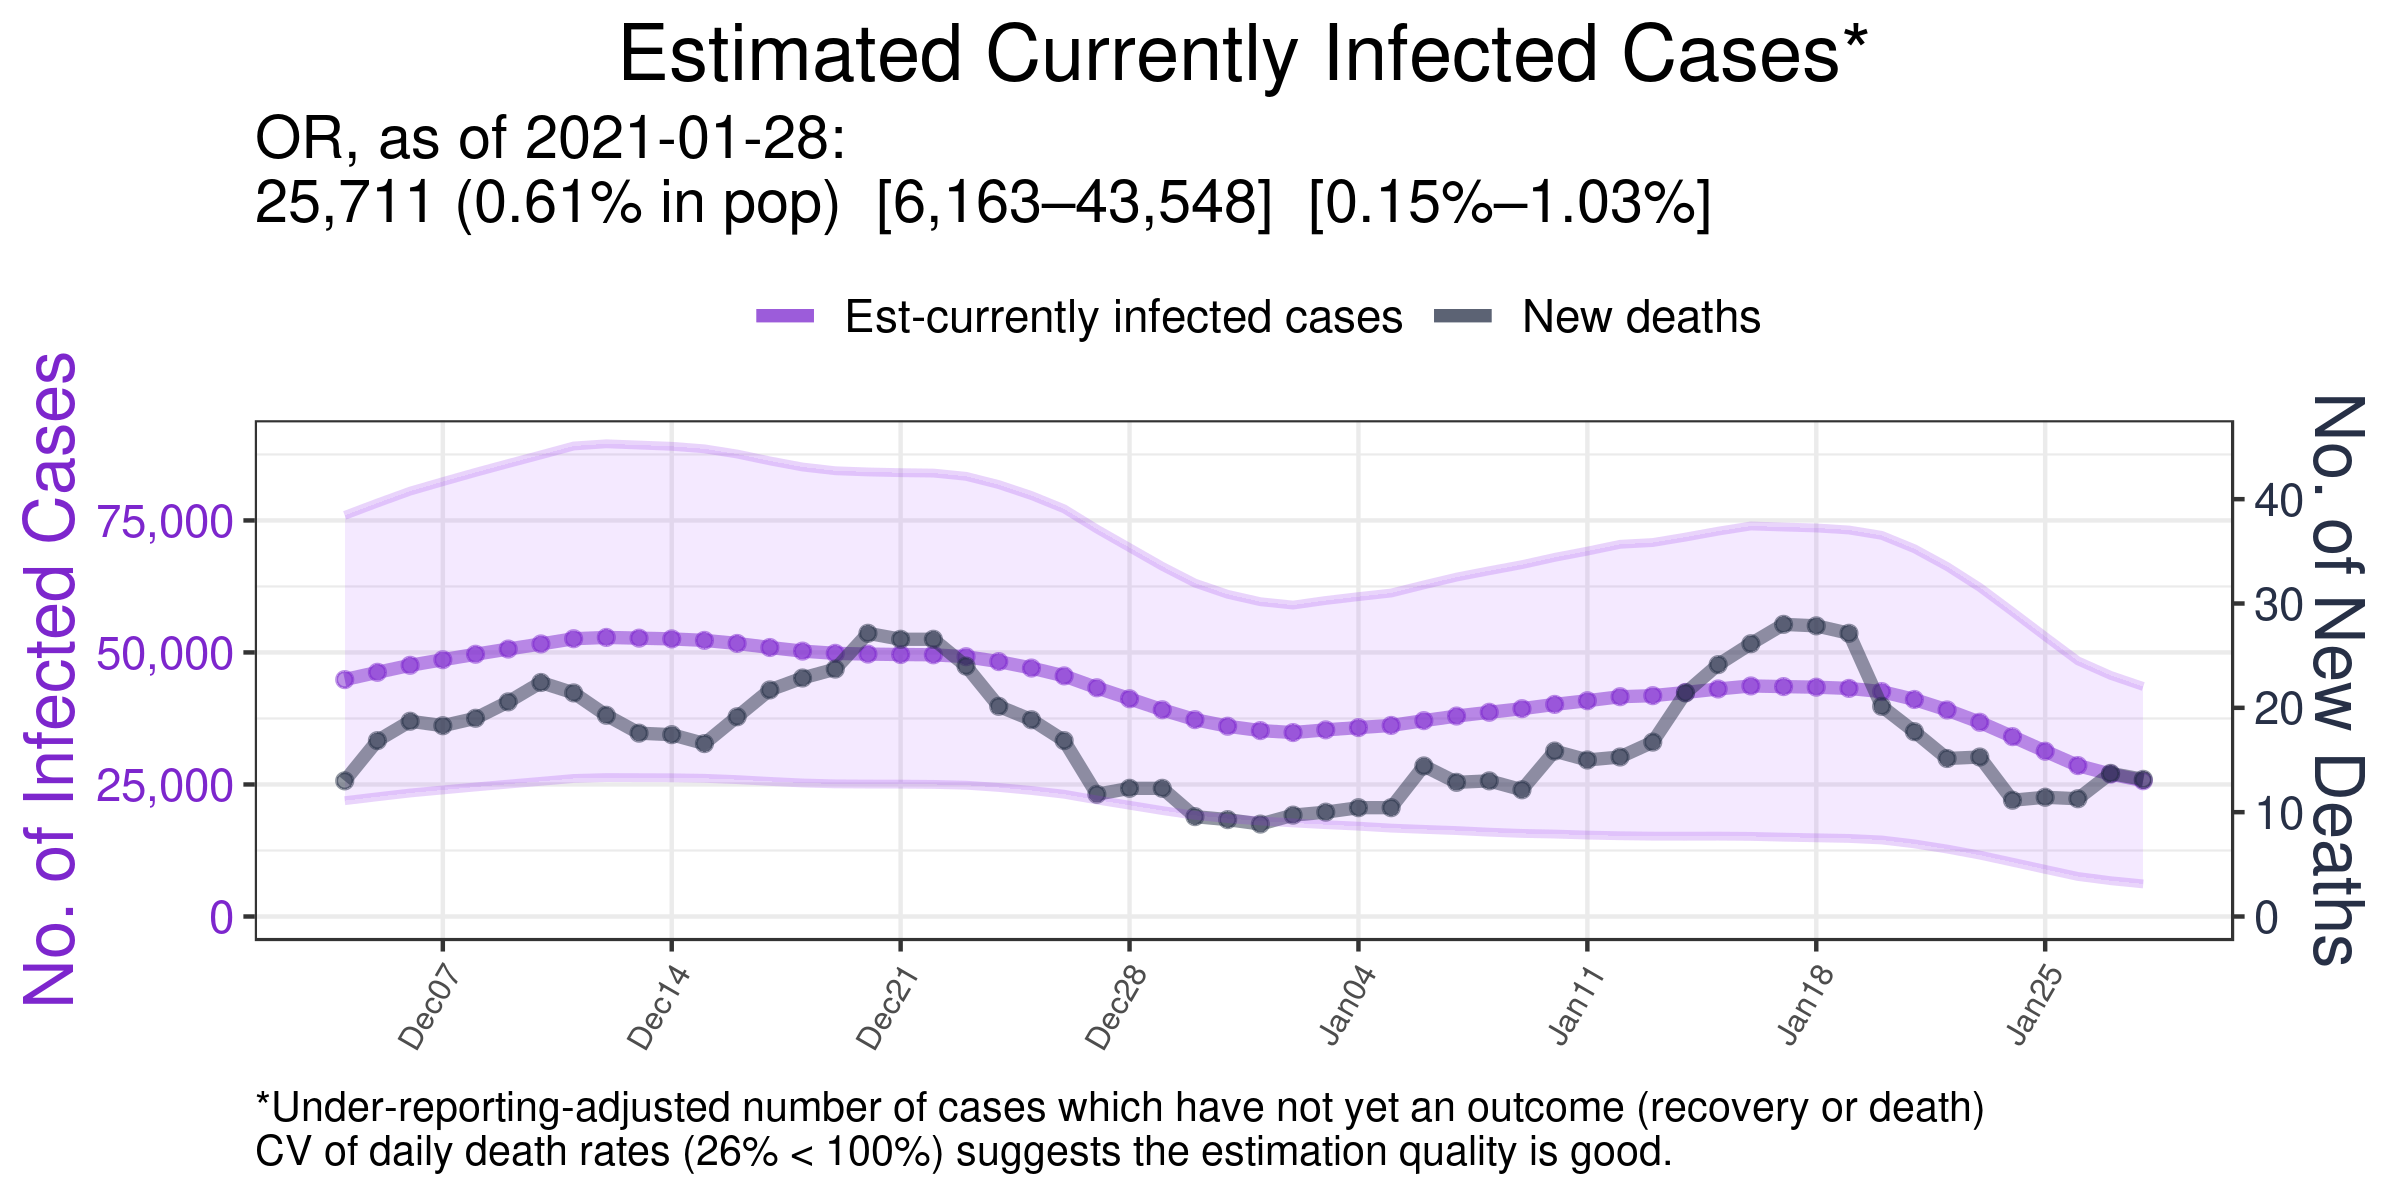 Estimated Currently Infected Cases*
OR, as of 2021-01-28:
25,711 (0.61% in pop)  [6,163–43,548]  [0.15%–1.03%]
Est-currently infected cases
New deaths
No. of Infected Cases
75,000
50,000
25,000
0
40
30
20
10
0
No. of New Deaths
Dec07
Dec14
Dec21
Dec28
Jan04
Jan11
Jan18
Jan25
*Under-reporting-adjusted number of cases which have not yet an outcome (recovery or death)
CV of daily death rates (26% < 100%) suggests the estimation quality is good.